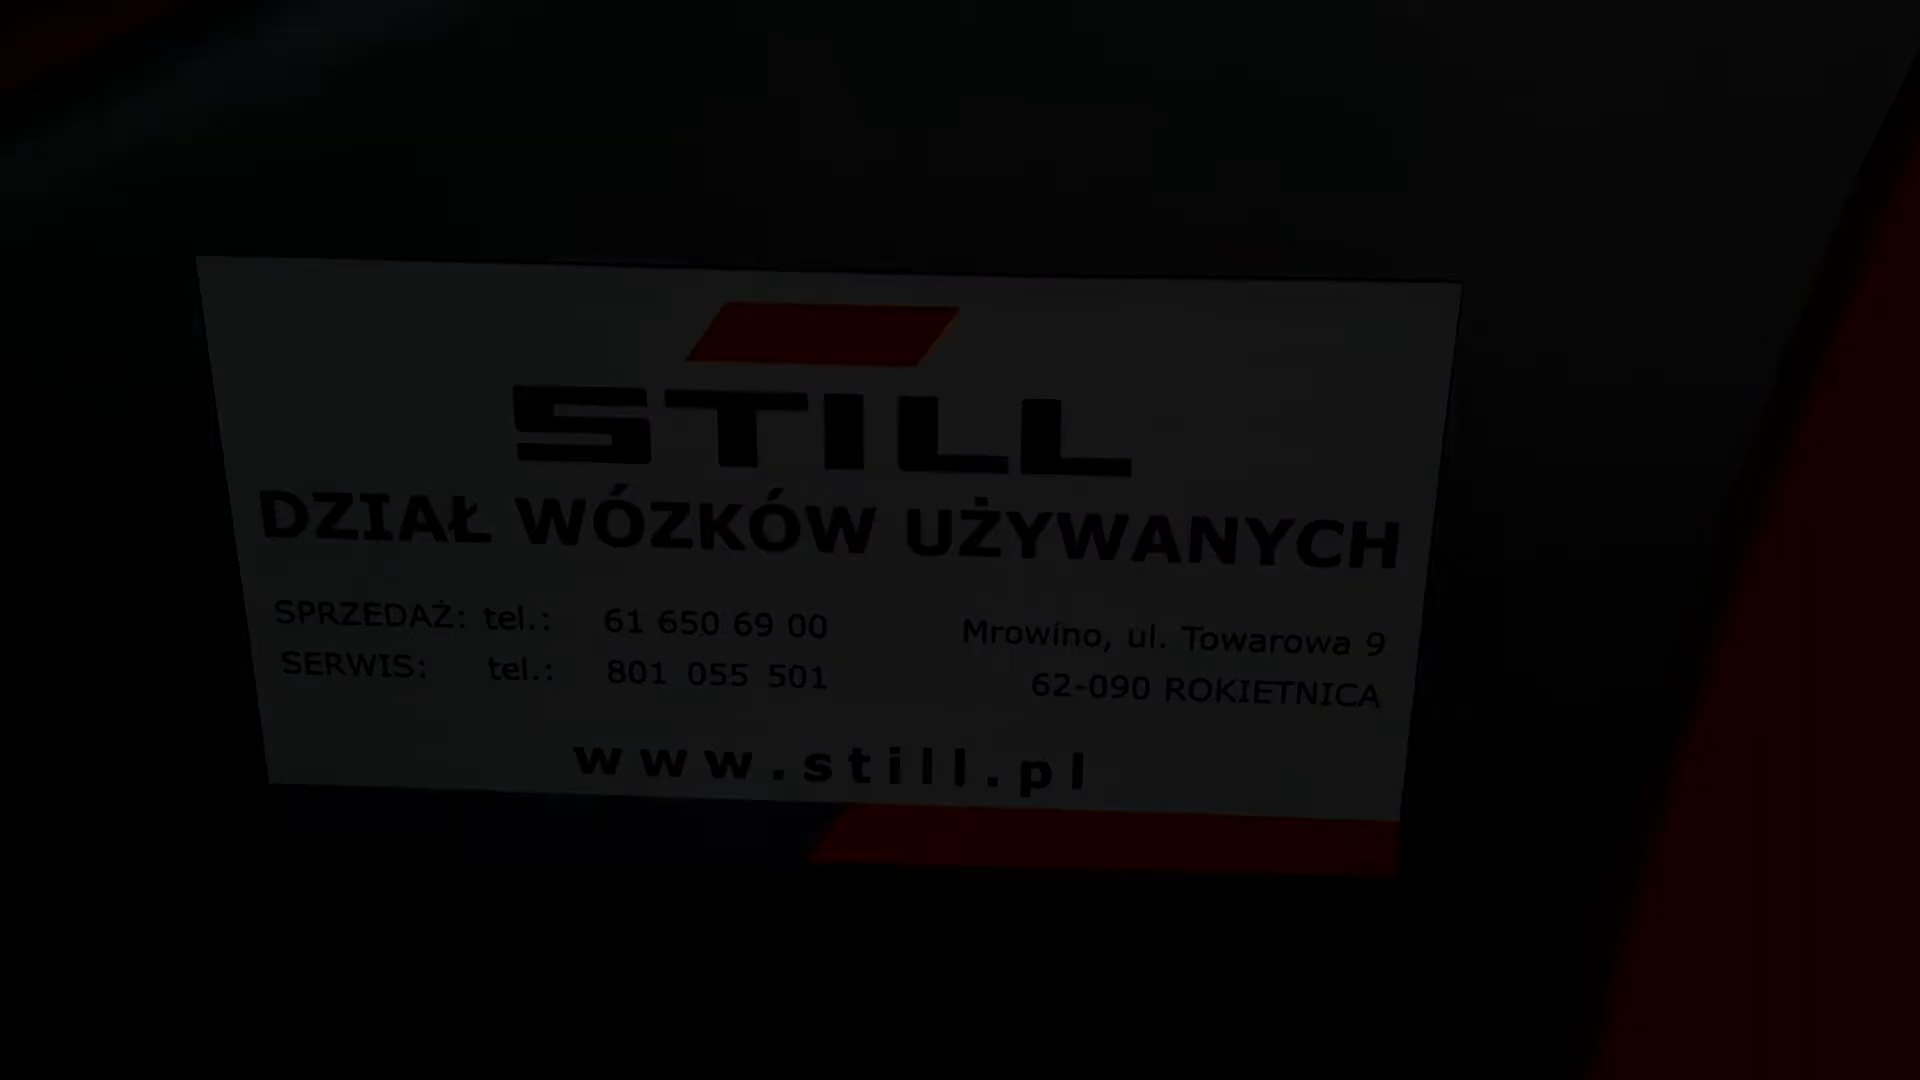 STILL
DZIAŁ WÓZKÓW UŻYWANYCH
SPRZEDAŻ: tel.: 61 650 69 00
SERWIS: tel.: 801 055 501
Mrowino, ul. Towarowa 9
62-090 ROKIETNICA
www.still.pl